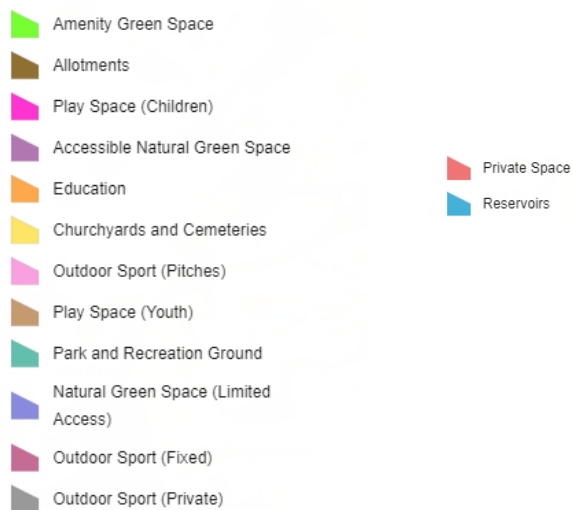 Amenity Green Space
Allotments
Play Space (Children)
Accessible Natural Green Space
Education
Churchyards and Cemeteries
Outdoor Sport (Pitches)
Play Space (Youth)
Park and Recreation Ground
Natural Green Space (Limited
Access)
Outdoor Sport (Fixed)
Outdoor Sport (Private)
Private Space
Reservoirs